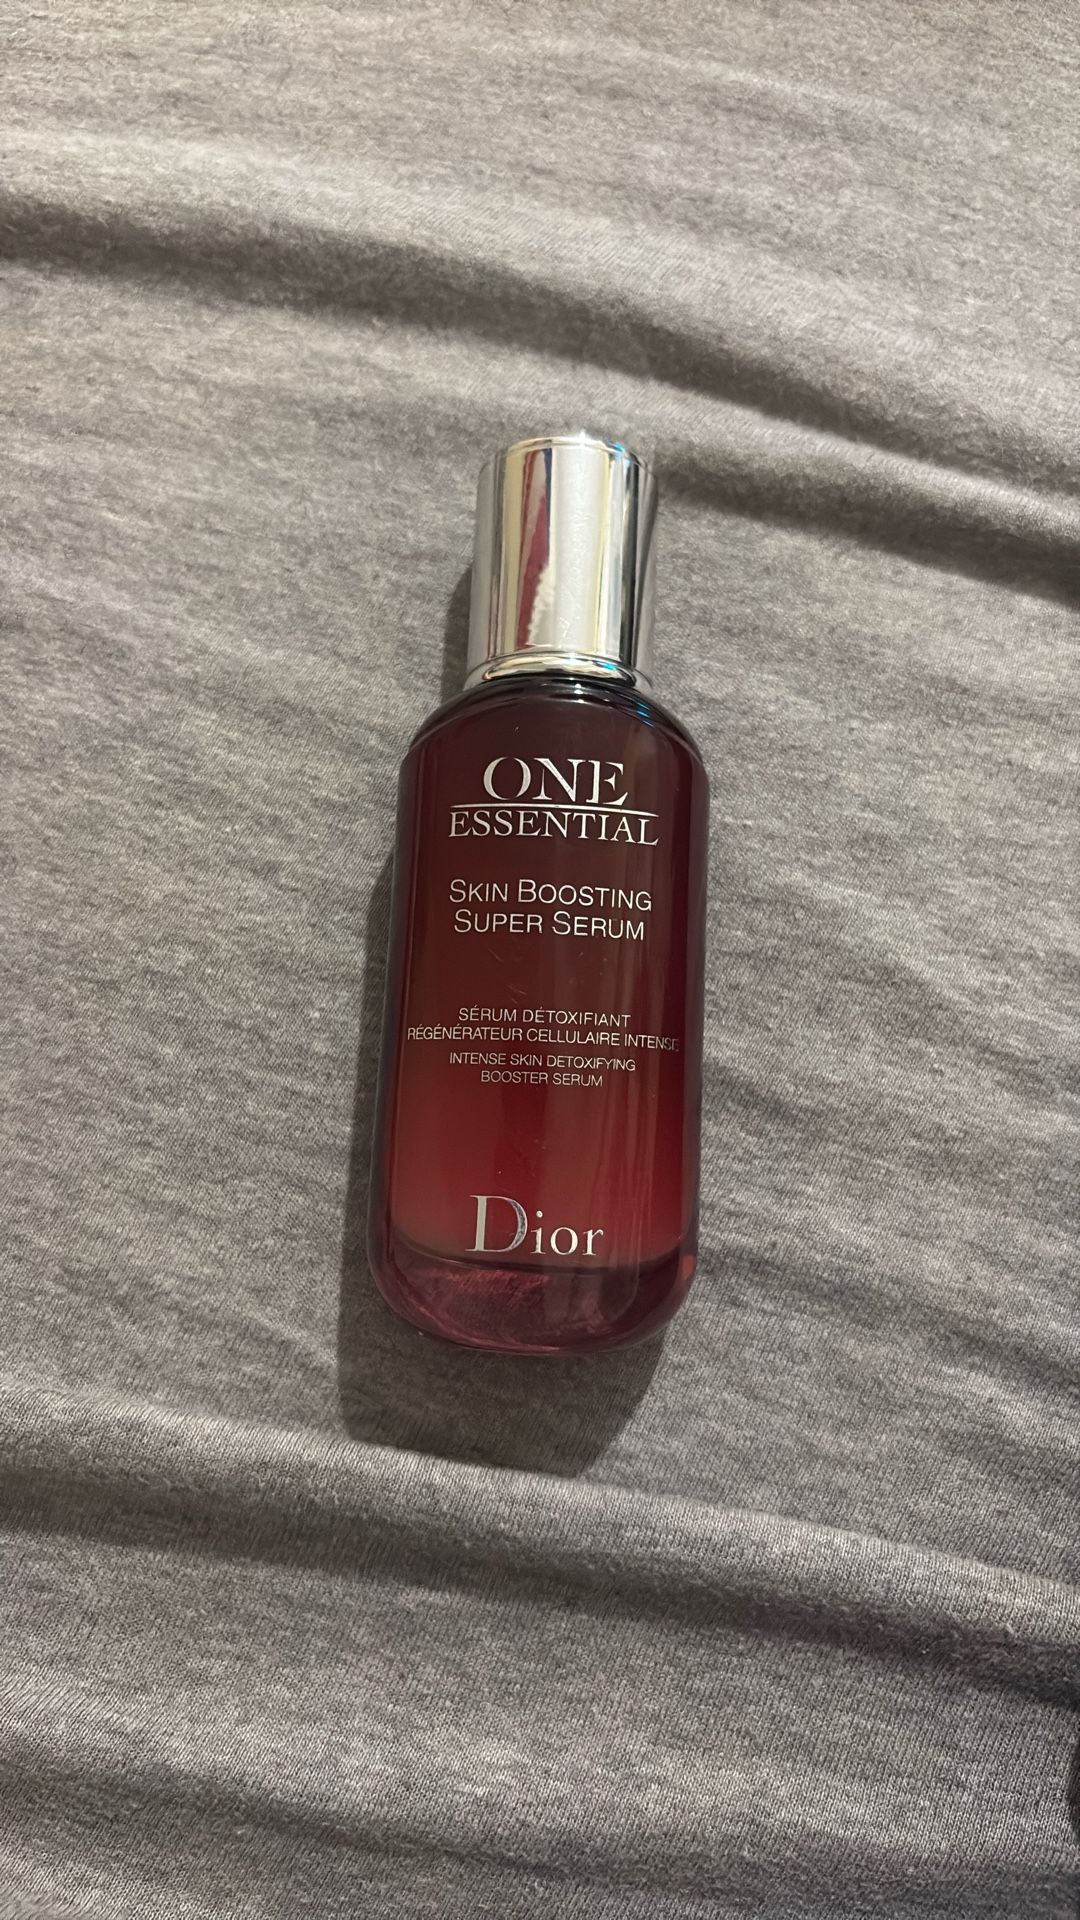 ONE
ESSENTIAL
SKIN BOOSTING
SUPER SERUM
SÉRUM DÉTOXIFIANT
RÉGÉNÉRATEUR CELLULAIRE INTENSE
INTENSE SKIN DETOXIFYING
BOOSTER SERUM
Dior